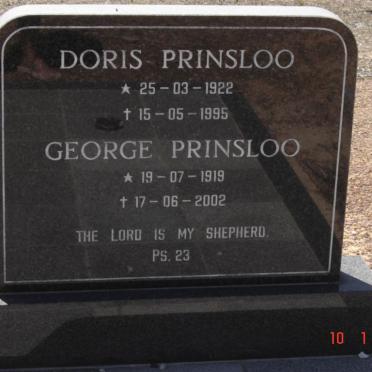 DORIS PRINSLOO
★ 25-03-1922
† 15-05-1995
GEORGE PRINSLOO
★ 19-07-1919
† 17-06-2002
THE LORD IS MY SHEPHERD.
PS. 23
10 1